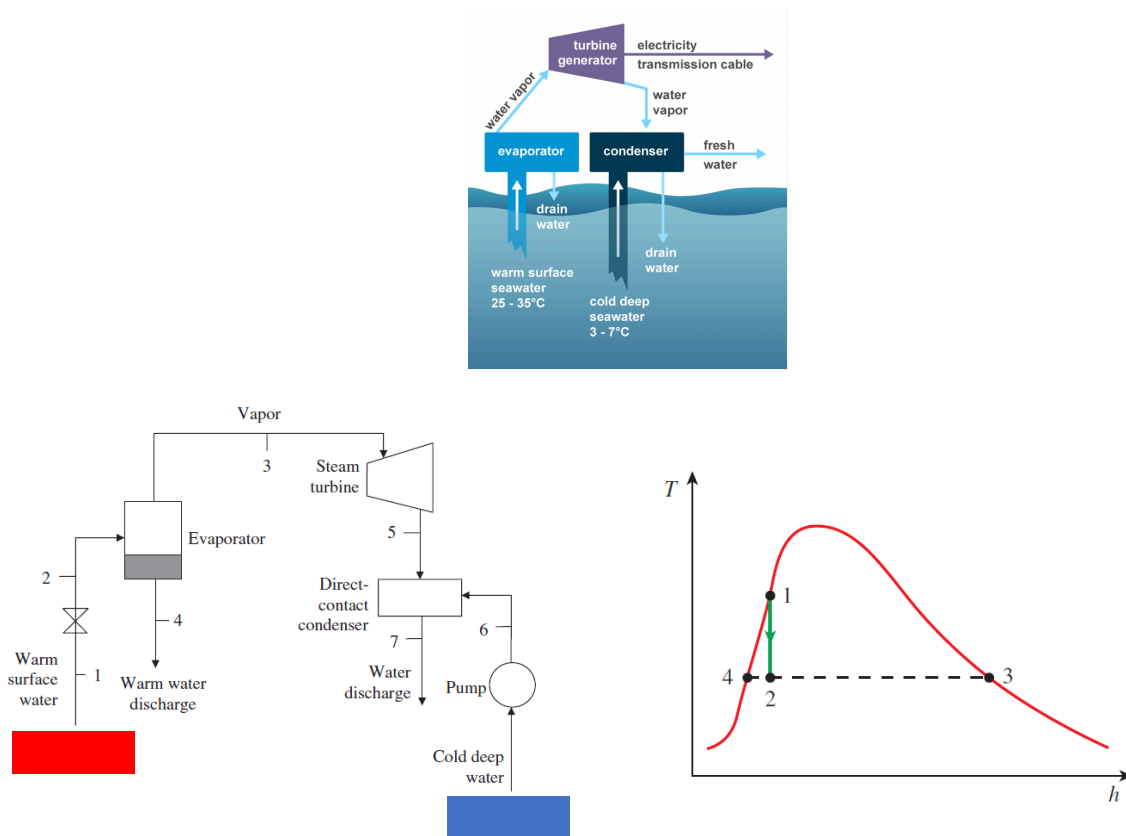 turbine
generator
electricity
transmission cable
water vapor
water
vapor
evaporator
condenser
fresh
water
drain
water
drain
water
warm surface
seawater
25 - 35°C
cold deep
seawater
3 - 7°C
Vapor
3
Steam
turbine
Evaporator
5
2
Direct-
contact
condenser
4
6
7
Warm
surface
water
1
Warm water
discharge
Water
discharge
Pump
Cold deep
water
T
1
4
2
3
h